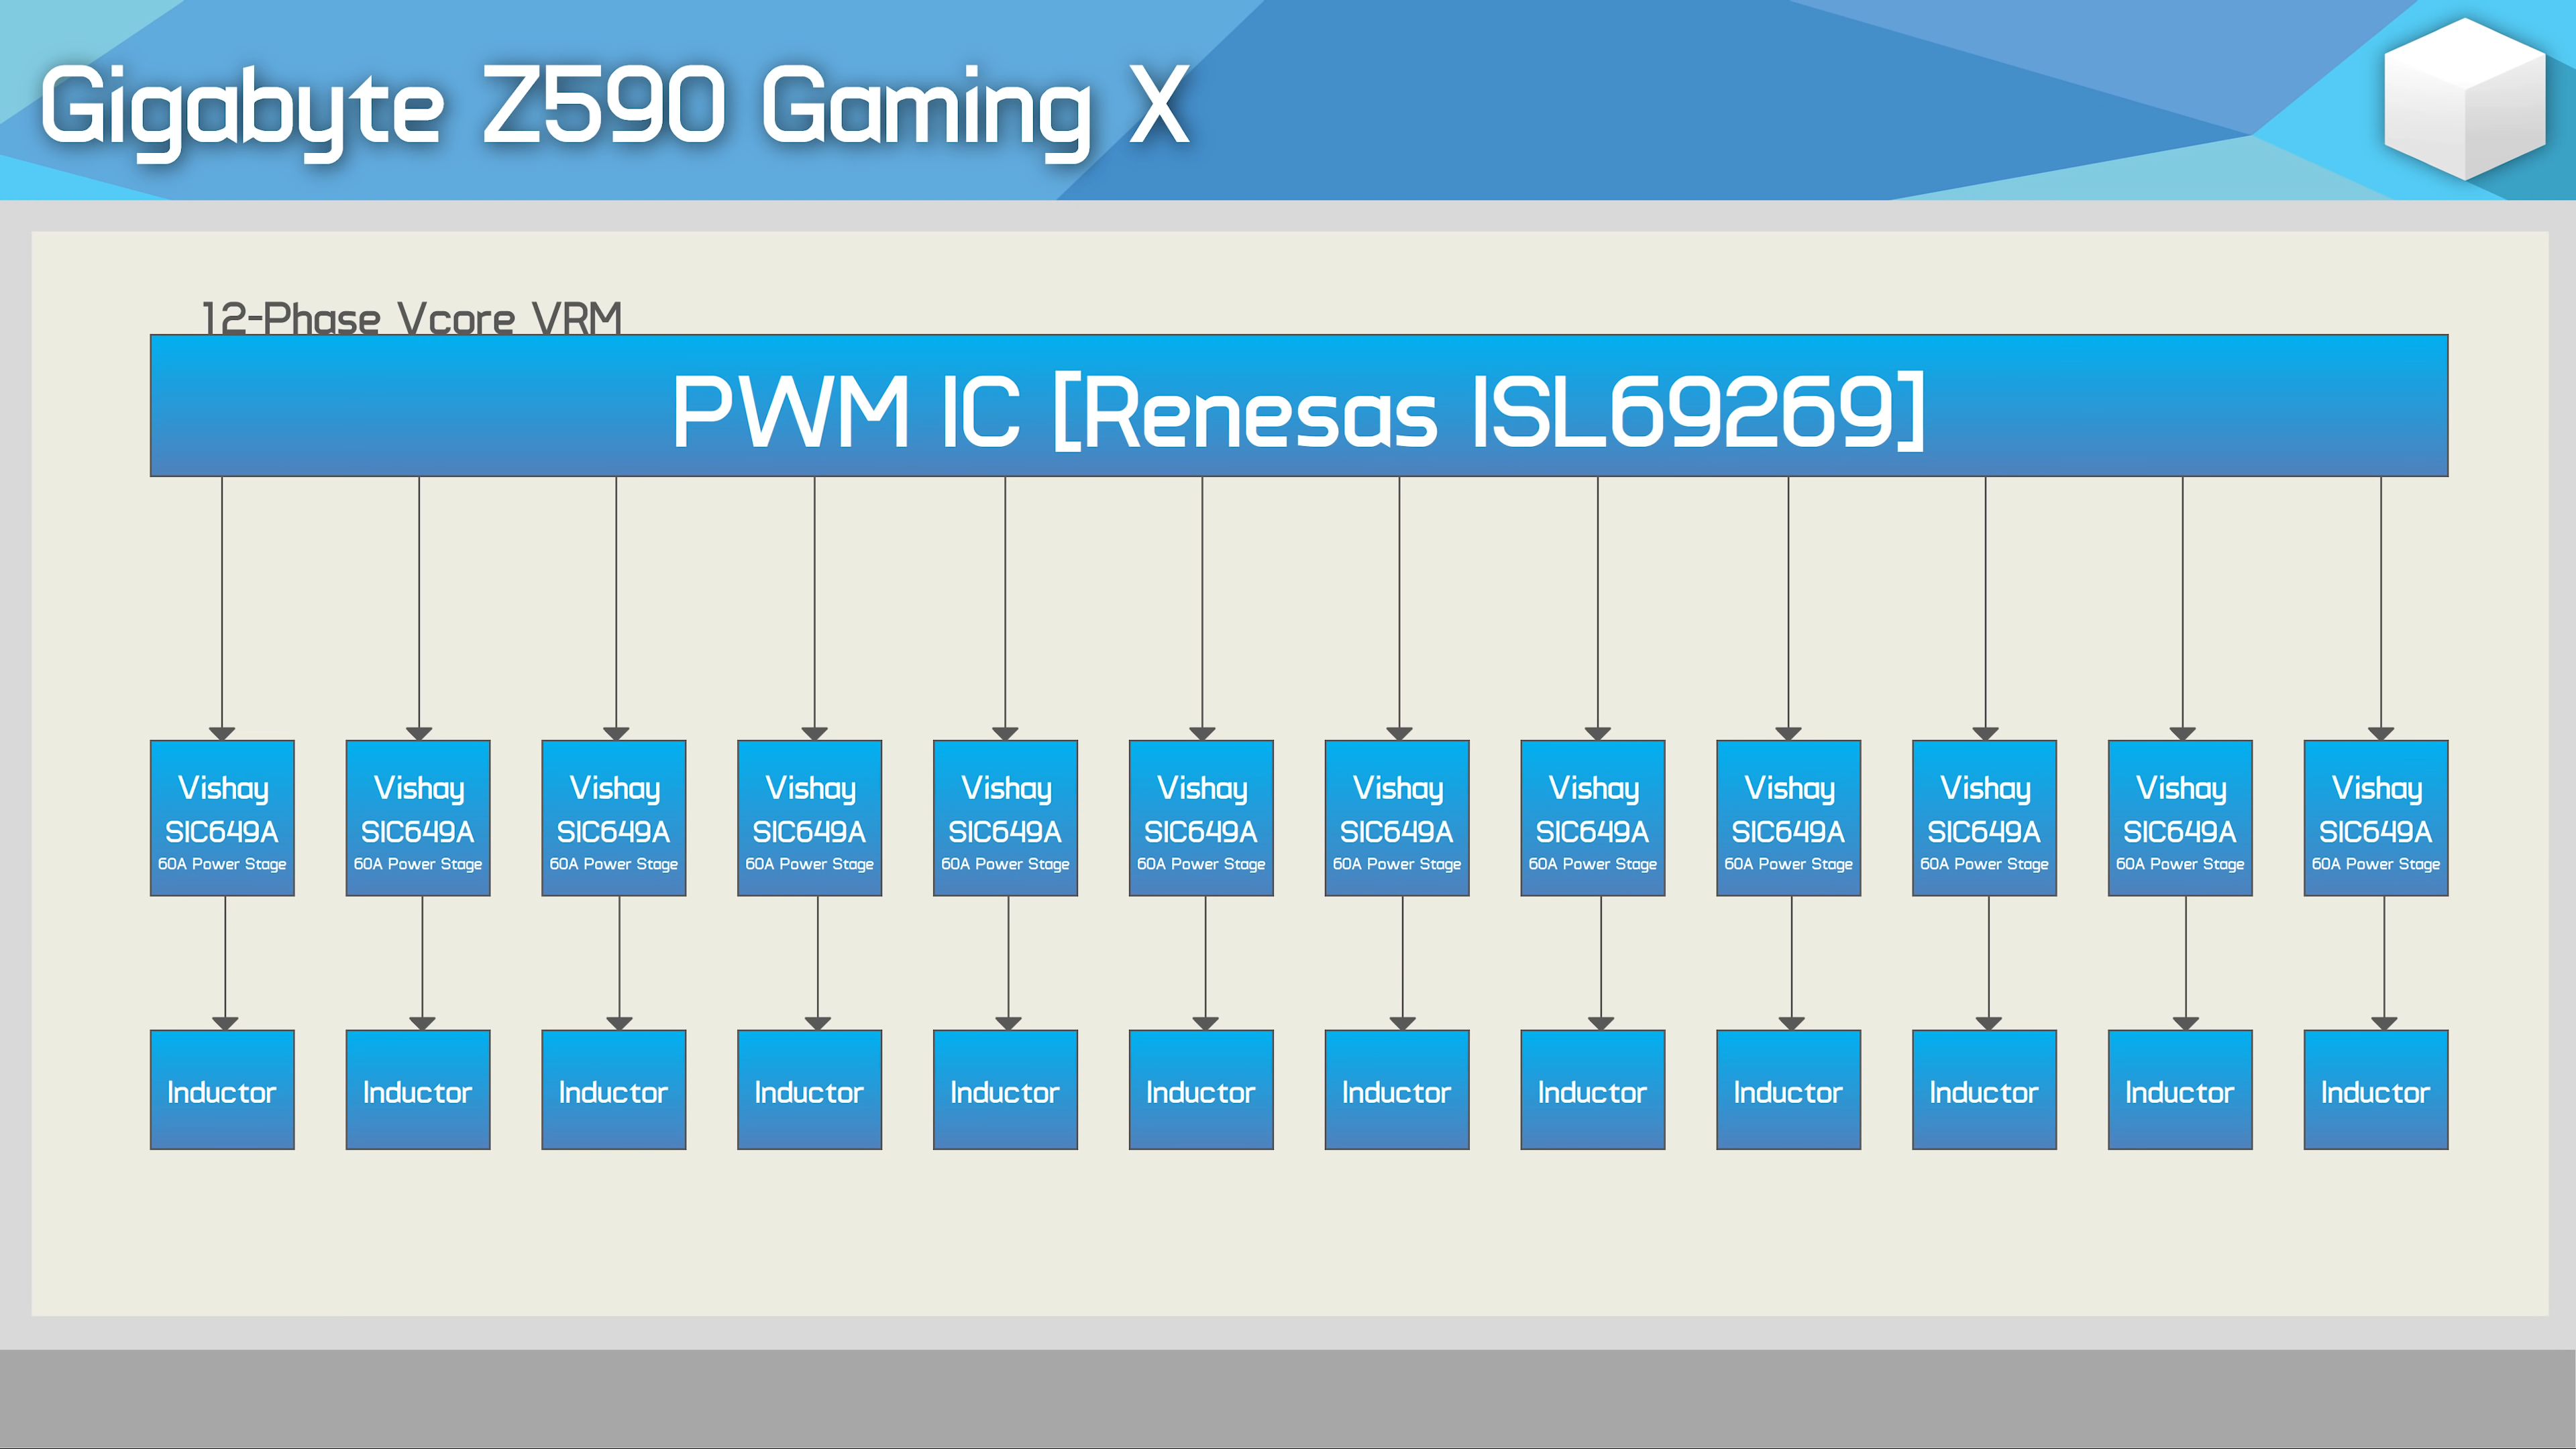 Gigabyte Z590 Gaming X
12-Phase Vcore VRM
PWM IC [Renesas ISL69269]
Vishay Vishay Vishay Vishay Vishay Vishay Vishay Vishay Vishay Vishay Vishay Vishay
SIC649A SIC649A SIC649A SIC649A SIC649A SIC649A SIC649A SIC649A SIC649A SIC649A SIC649A SIC649A
60A Power Stage 60A Power Stage 60A Power Stage 60A Power Stage 60A Power Stage 60A Power Stage 60A Power Stage 60A Power Stage 60A Power Stage 60A Power Stage 60A Power Stage 60A Power Stage
Inductor Inductor Inductor Inductor Inductor Inductor Inductor Inductor Inductor Inductor Inductor Inductor